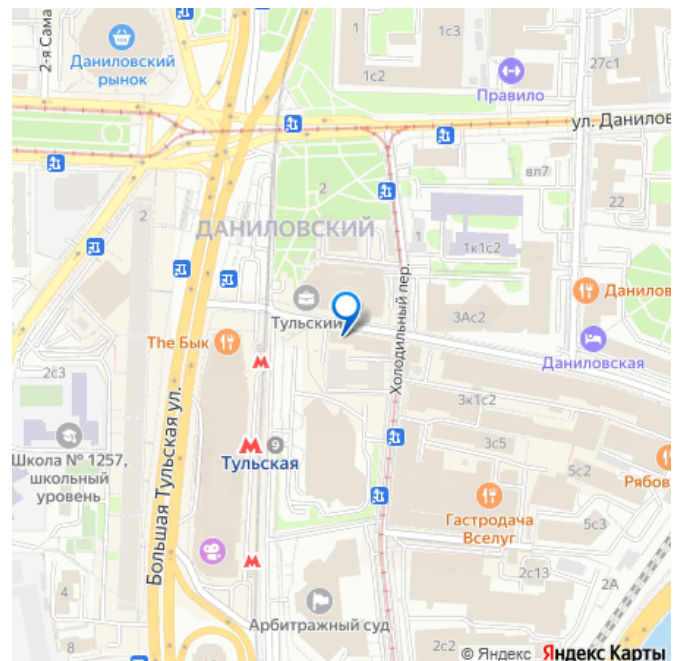 2-я Сама
Даниловский
рынок
1
1с3
1с2
Правило
27с1
ул. Данилов
вл7
22
2
2
ДАНИЛОВСКИЙ
1
1к1с2
Холодильный пер.
Тульский
3Ас2
Данилов
Даниловская
The Бык
2с3
Большая Тульская ул.
3к1с2
3с5
5с2
Рябов
Школа № 1257,
школьный
уровень
9
Тульская
Гастродача
Вселуг
5с3
2с13
2А
4
8
Арбитражный суд
2с2
© Яндекс Яндекс Карты